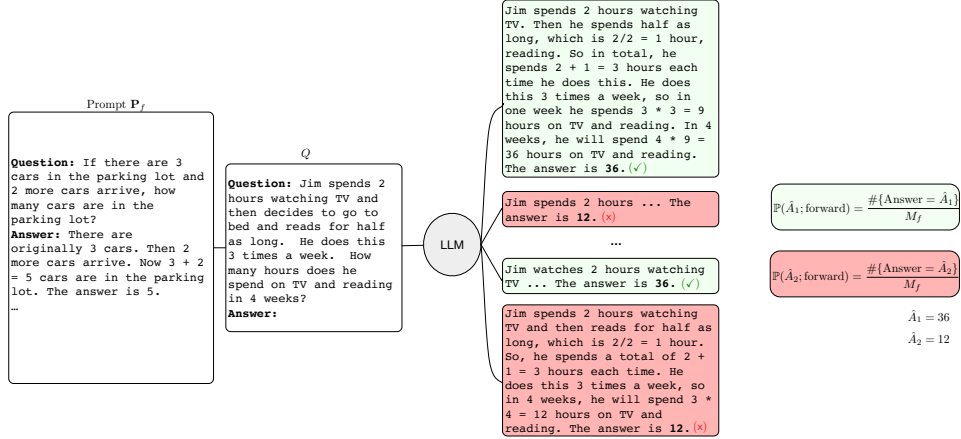 Prompt P_f
Question: If there are 3
cars in the parking lot and
2 more cars arrive, how
many cars are in the
parking lot?
Answer: There are
originally 3 cars. Then 2
more cars arrive. Now 3 + 2
= 5 cars are in the parking
lot. The answer is 5.
…
Q
Question: Jim spends 2
hours watching TV and
then decides to go to
bed and reads for half
as long. He does this
3 times a week. How
many hours does he
spend on TV and reading
in 4 weeks?
Answer:
LLM
Jim spends 2 hours watching
TV. Then he spends half as
long, which is 2/2 = 1 hour,
reading. So in total, he
spends 2 + 1 = 3 hours each
time he does this. He does
this 3 times a week, so in
one week he spends 3 * 3 = 9
hours on TV and reading. In 4
weeks, he will spend 4 * 9 =
36 hours on TV and reading.
The answer is 36. (✓)
Jim spends 2 hours ... The
answer is 12. (x)
...
Jim watches 2 hours watching
TV ... The answer is 36. (✓)
Jim spends 2 hours watching
TV and then reads for half as
long, which is 2/2 = 1 hour.
So, he spends a total of 2 +
1 = 3 hours each time. He
does this 3 times a week, so
in 4 weeks, he will spend 3 *
4 = 12 hours on TV and
reading. The answer is 12. (x)
ℙ(Â₁; forward) = #{Answer = Â₁} / M_f
ℙ(Â₂; forward) = #{Answer = Â₂} / M_f
Â₁ = 36
Â₂ = 12